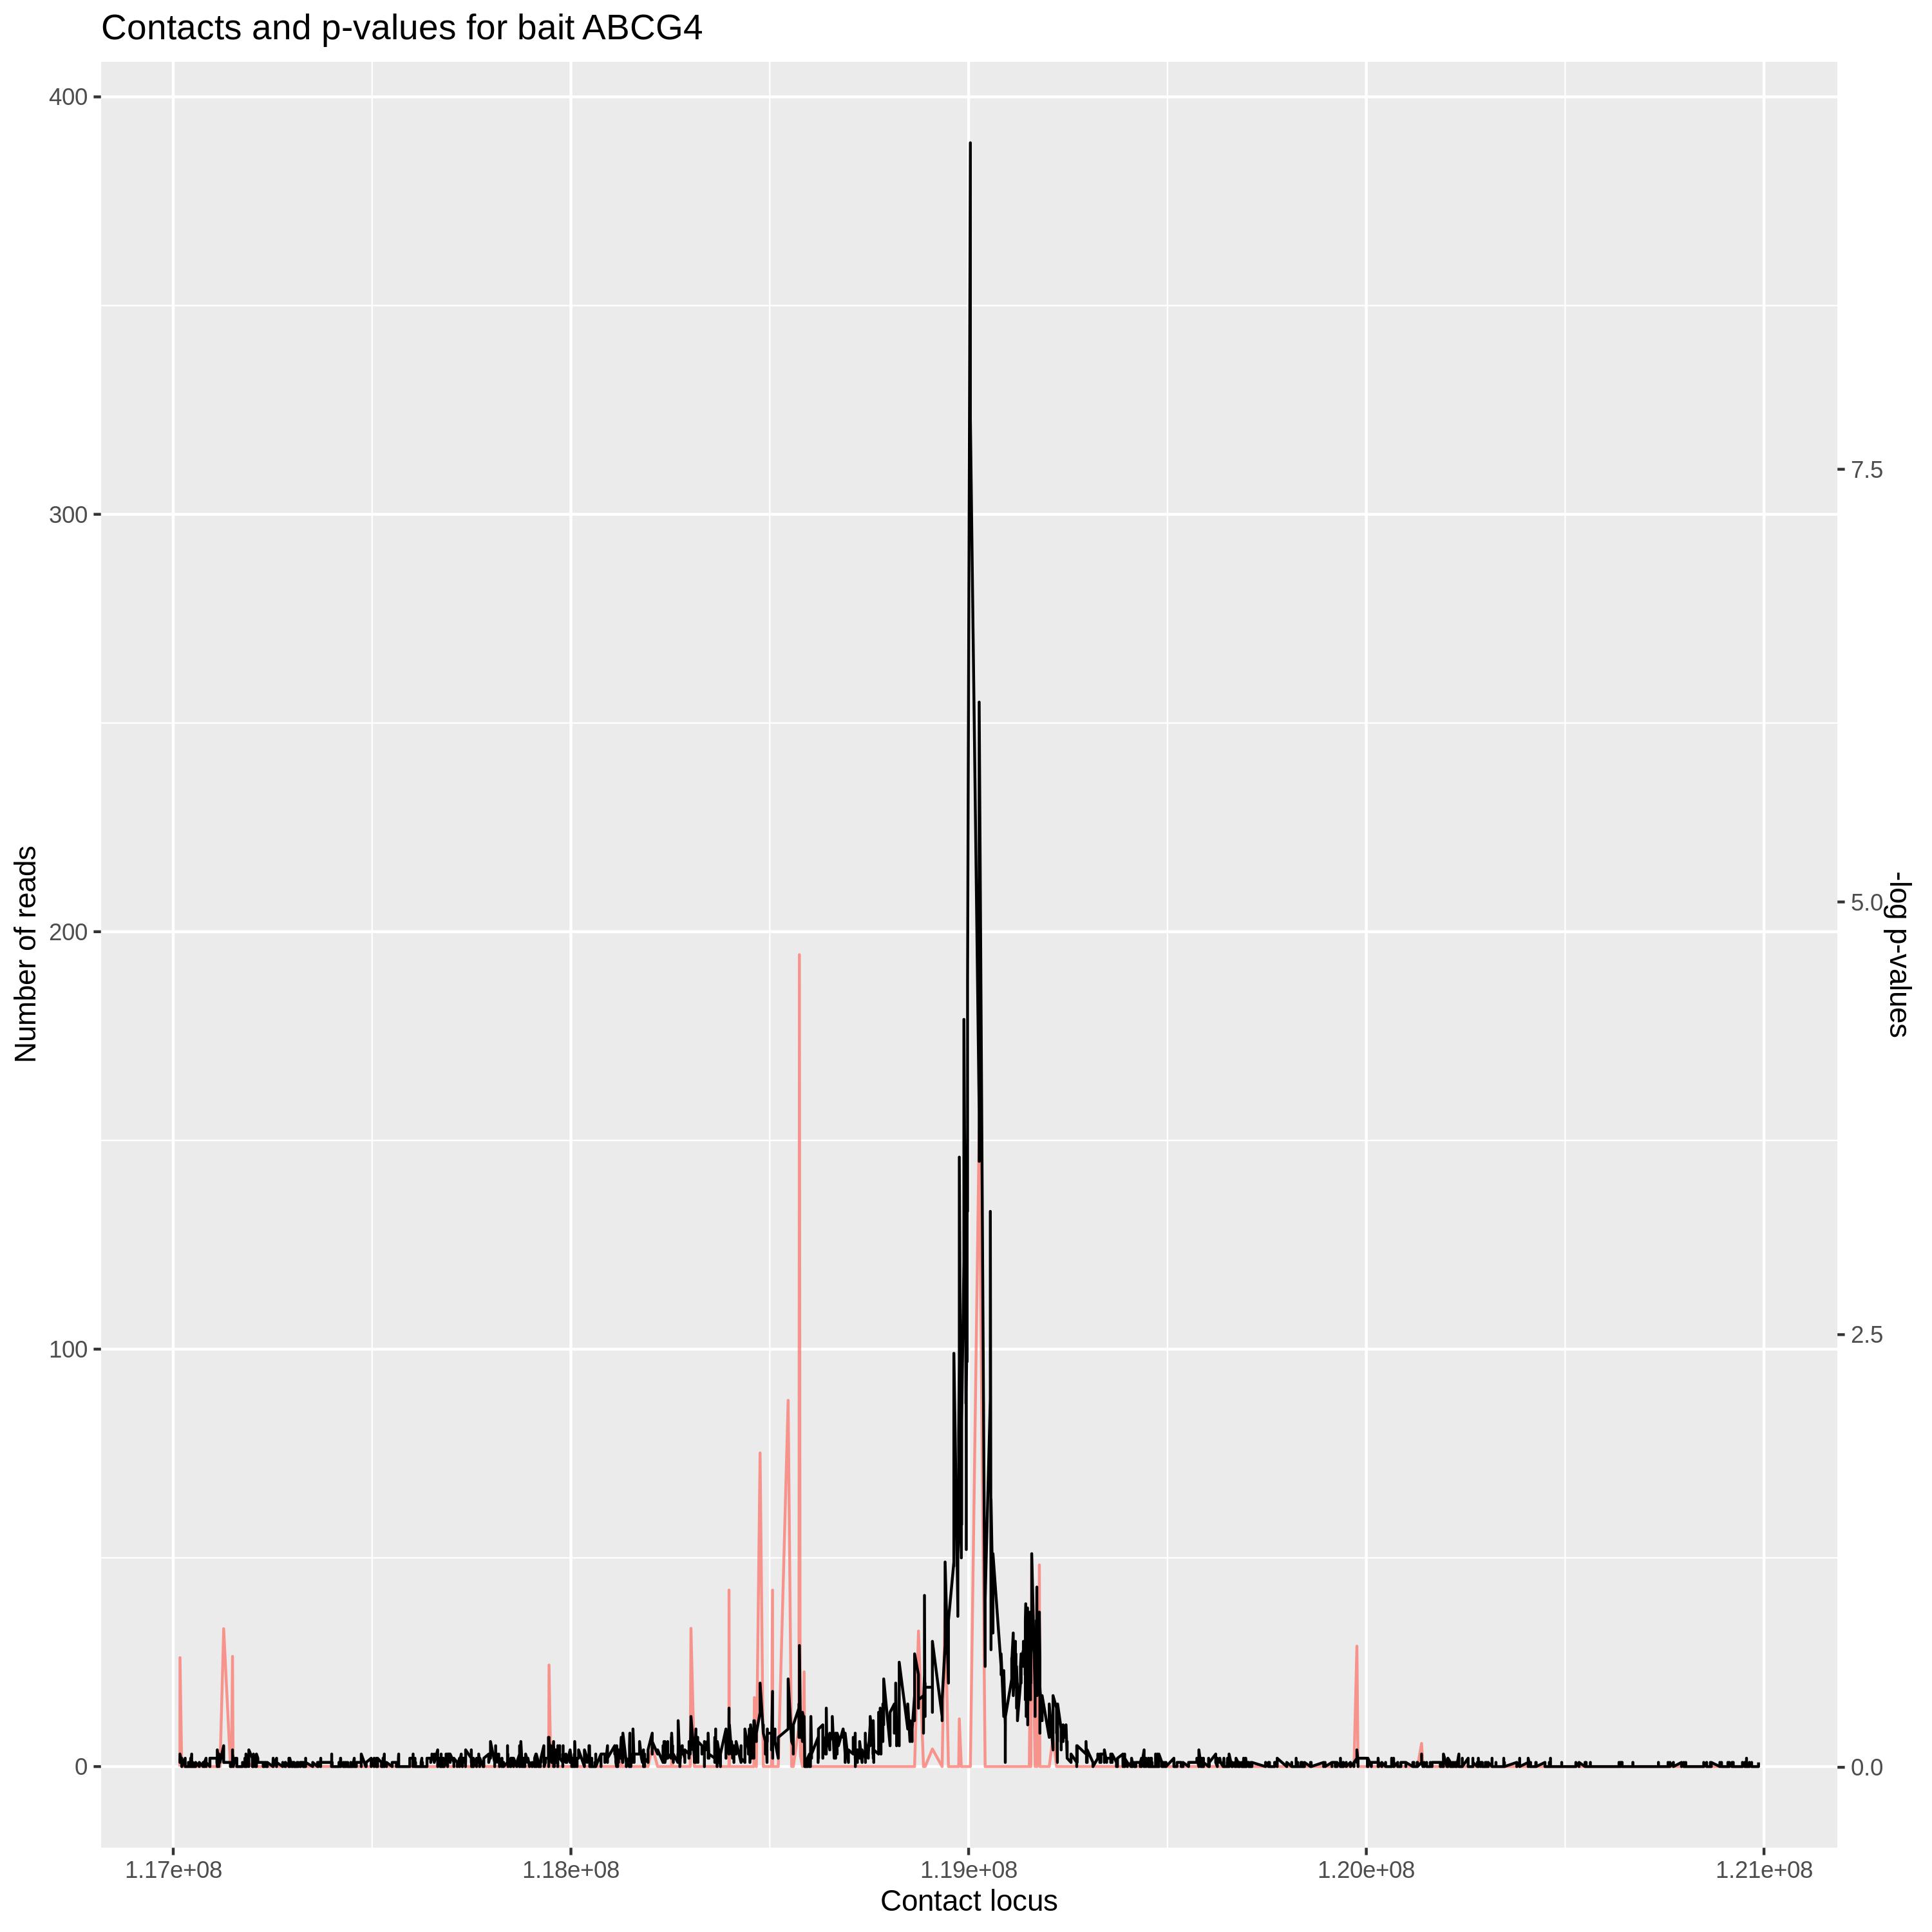 Contacts and p-values for bait ABCG4
400
300
200
100
0
Number of reads
7.5
5.0
2.5
0.0
-log p-values
1.17e+08
1.18e+08
1.19e+08
1.20e+08
1.21e+08
Contact locus